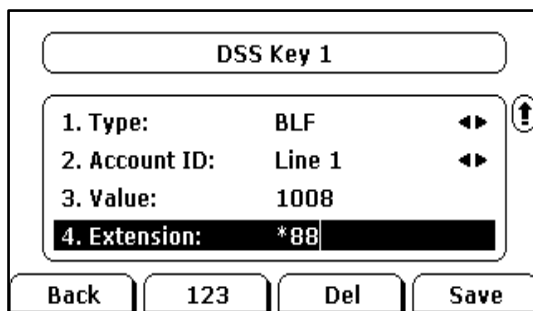 DSS Key 1
1. Type: BLF
2. Account ID: Line 1
3. Value: 1008
4. Extension: *88
Back 123 Del Save